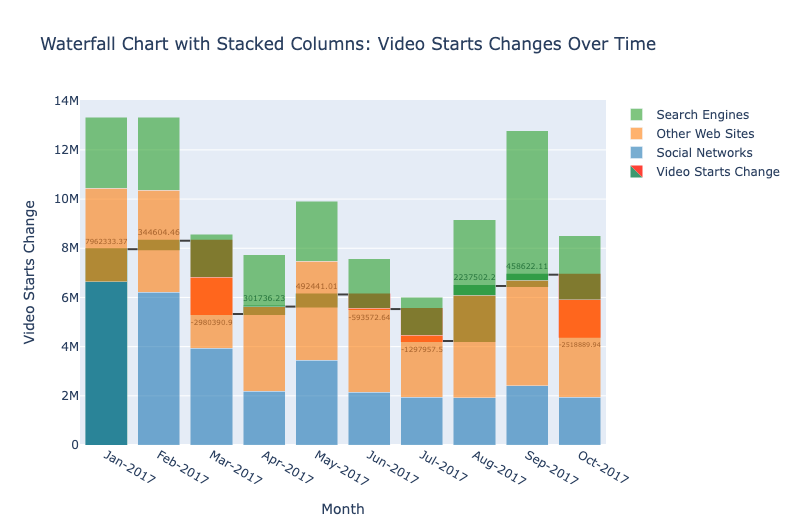 Waterfall Chart with Stacked Columns: Video Starts Changes Over Time
14M
12M
10M
8M
6M
4M
2M
0
Video Starts Change
7962333.37
344604.46
-2980390.9
301736.23
492441.01
-593572.64
-1297957.5
2237502.2
458622.11
-2518889.94
Jan-2017
Feb-2017
Mar-2017
Apr-2017
May-2017
Jun-2017
Jul-2017
Aug-2017
Sep-2017
Oct-2017
Month
Search Engines
Other Web Sites
Social Networks
Video Starts Change